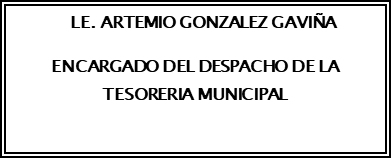 LE. ARTEMIO GONZALEZ GAVIÑA
ENCARGADO DEL DESPACHO DE LA
TESORERIA MUNICIPAL